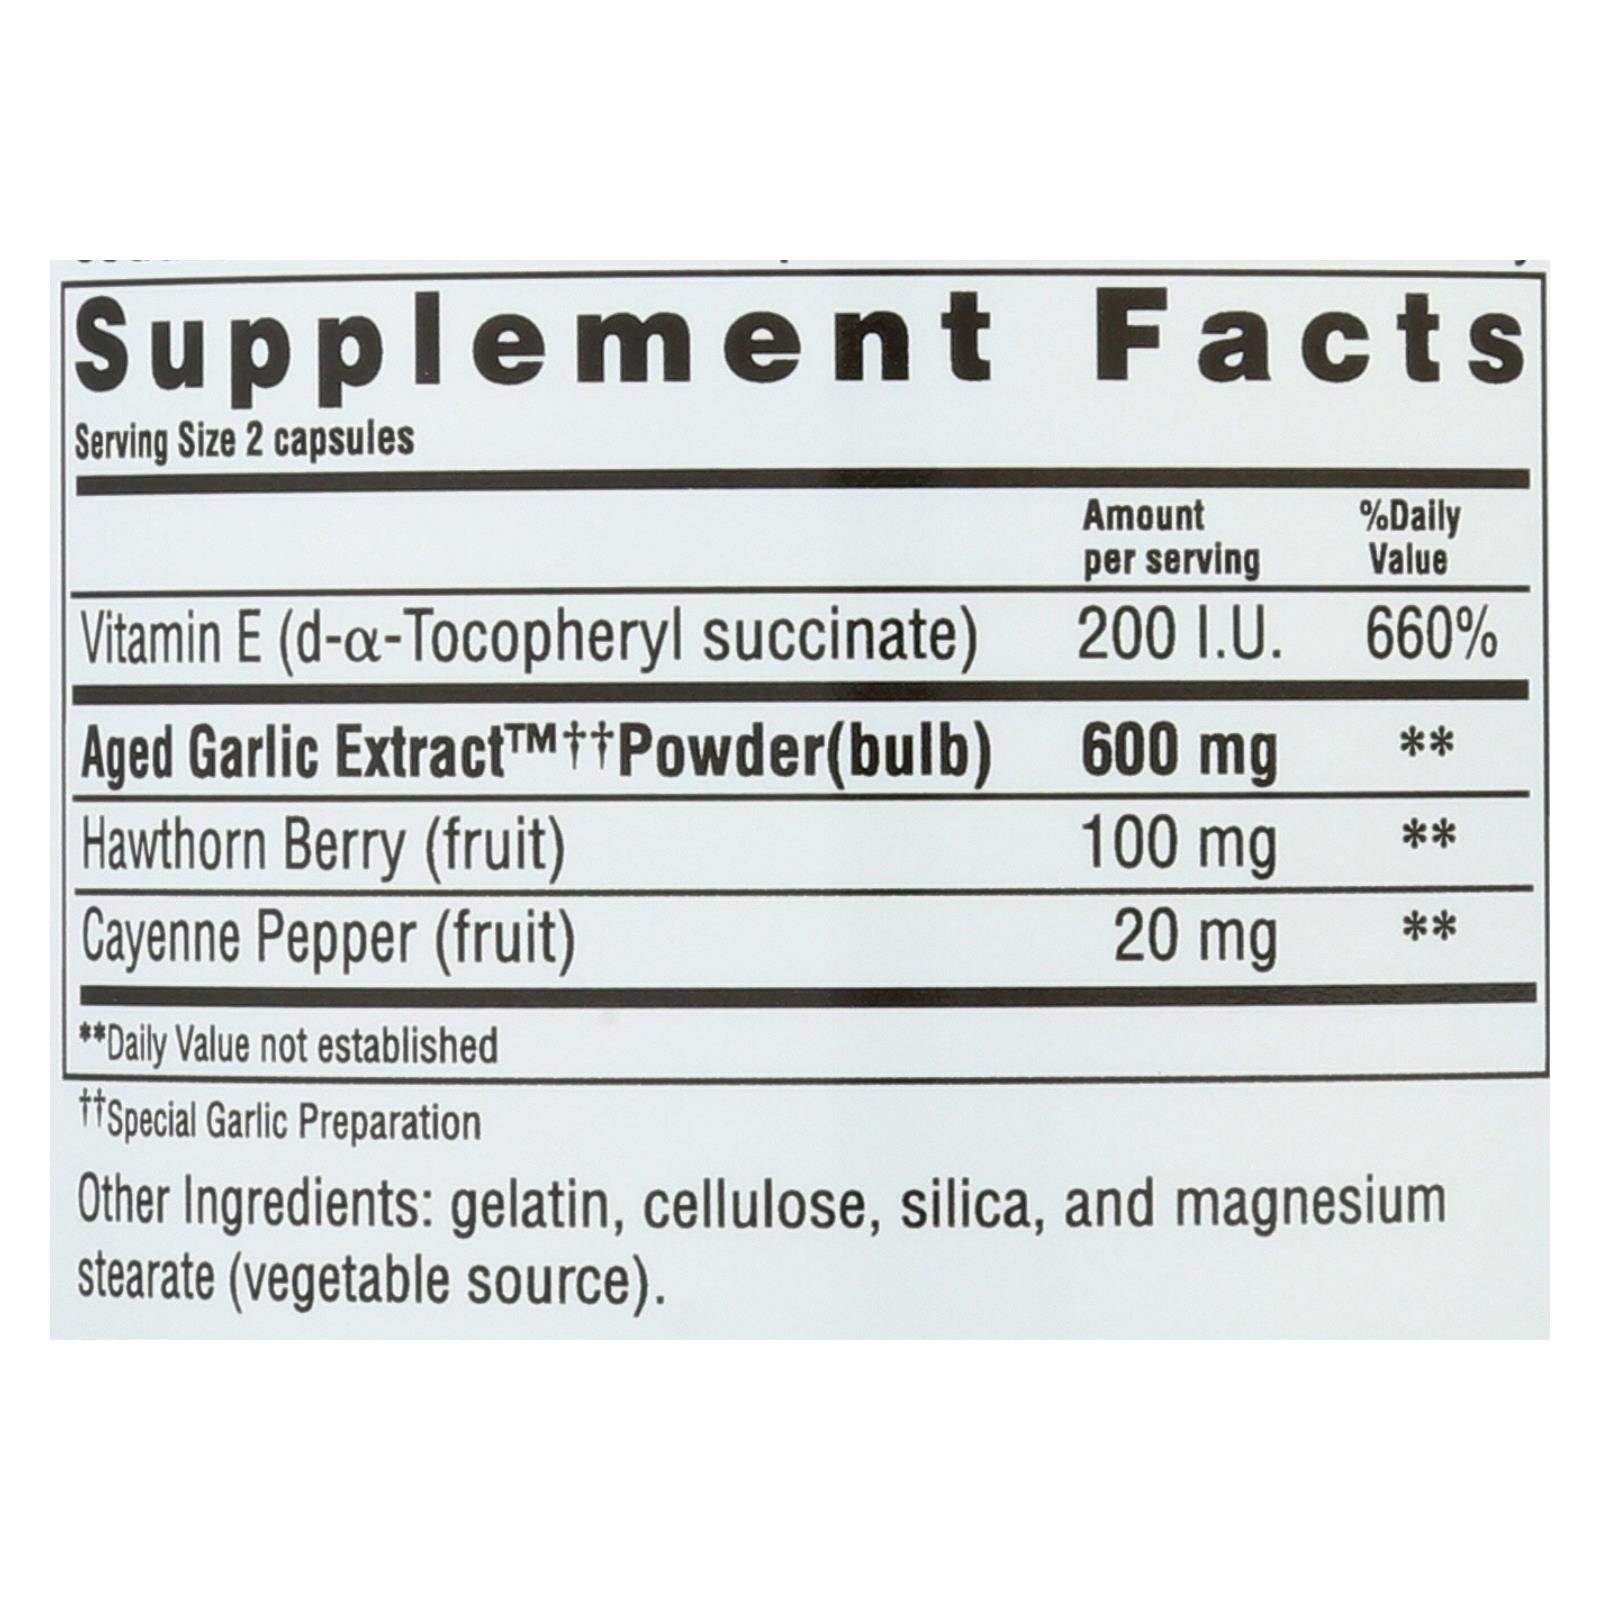 Supplement Facts
Serving Size 2 capsules
Amount per serving %Daily Value
Vitamin E (d-α-Tocopheryl succinate) 200 I.U. 660%
Aged Garlic Extract™††Powder(bulb) 600 mg **
Hawthorn Berry (fruit) 100 mg **
Cayenne Pepper (fruit) 20 mg **
**Daily Value not established
††Special Garlic Preparation
Other Ingredients: gelatin, cellulose, silica, and magnesium
stearate (vegetable source).